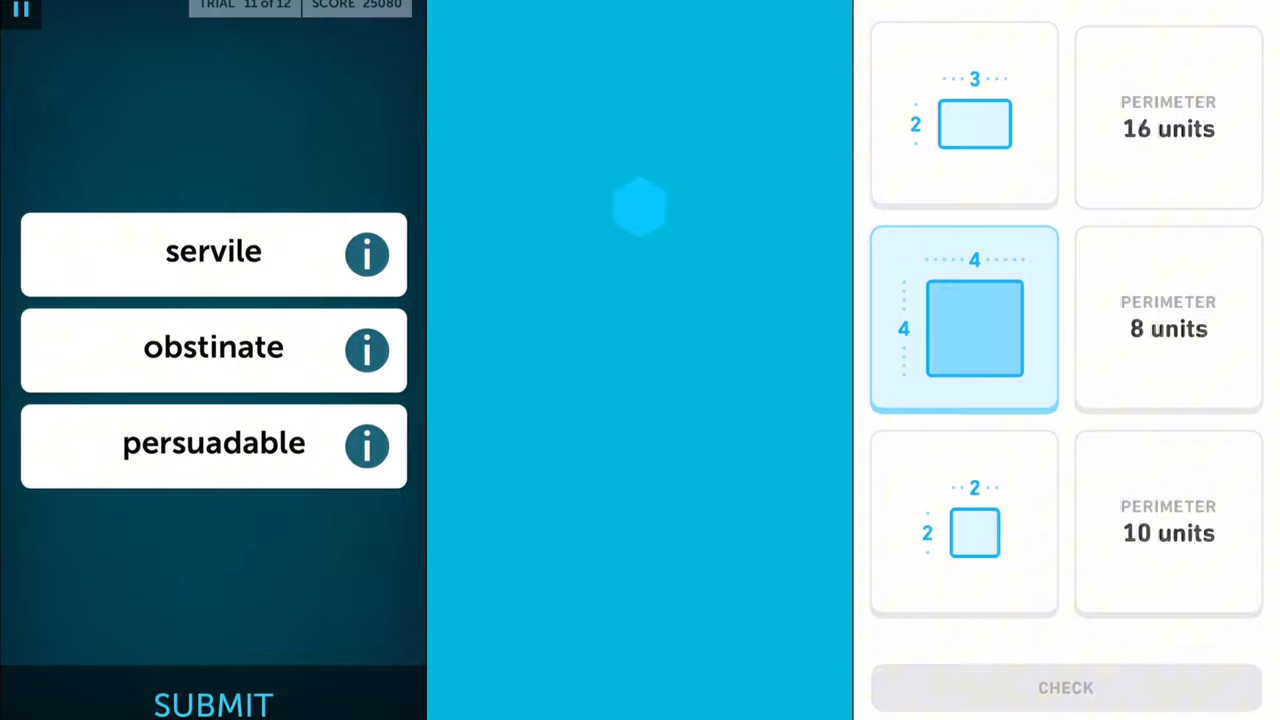 TRIAL 11 of 12 SCORE 25080
servile
i
obstinate
i
persuadable
i
SUBMIT
3
2
PERIMETER
16 units
4
4
PERIMETER
8 units
2
2
PERIMETER
10 units
CHECK